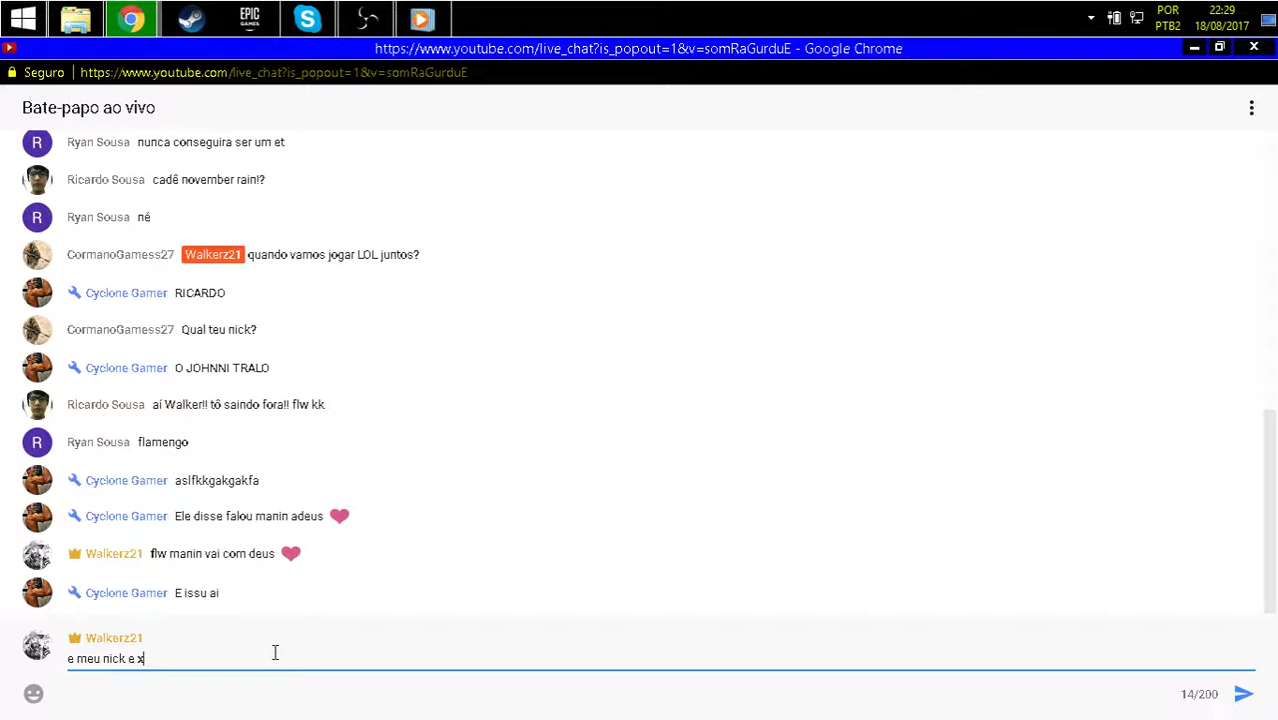 EPIC
GAMES
POR
PTB2
22:29
18/08/2017
https://www.youtube.com/live_chat?is_popout=1&v=somRaGurduE - Google Chrome
Seguro https://www.youtube.com/live_chat?is_popout=1&v=somRaGurduE
Bate-papo ao vivo
R Ryan Sousa nunca conseguira ser um et
Ricardo Sousa cadê november rain!?
R Ryan Sousa né
CormanoGamess27 Walkerz21 quando vamos jogar LOL juntos?
Cyclone Gamer RICARDO
CormanoGamess27 Qual teu nick?
Cyclone Gamer O JOHNNI TRALO
Ricardo Sousa aí Walker!! tô saindo fora!! flw kk
R Ryan Sousa flamengo
Cyclone Gamer aslfkkgakgakfa
Cyclone Gamer Ele disse falou manin adeus
Walkerz21 flw manin vai com deus
Cyclone Gamer E issu ai
Walkerz21
e meu nick e x
14/200